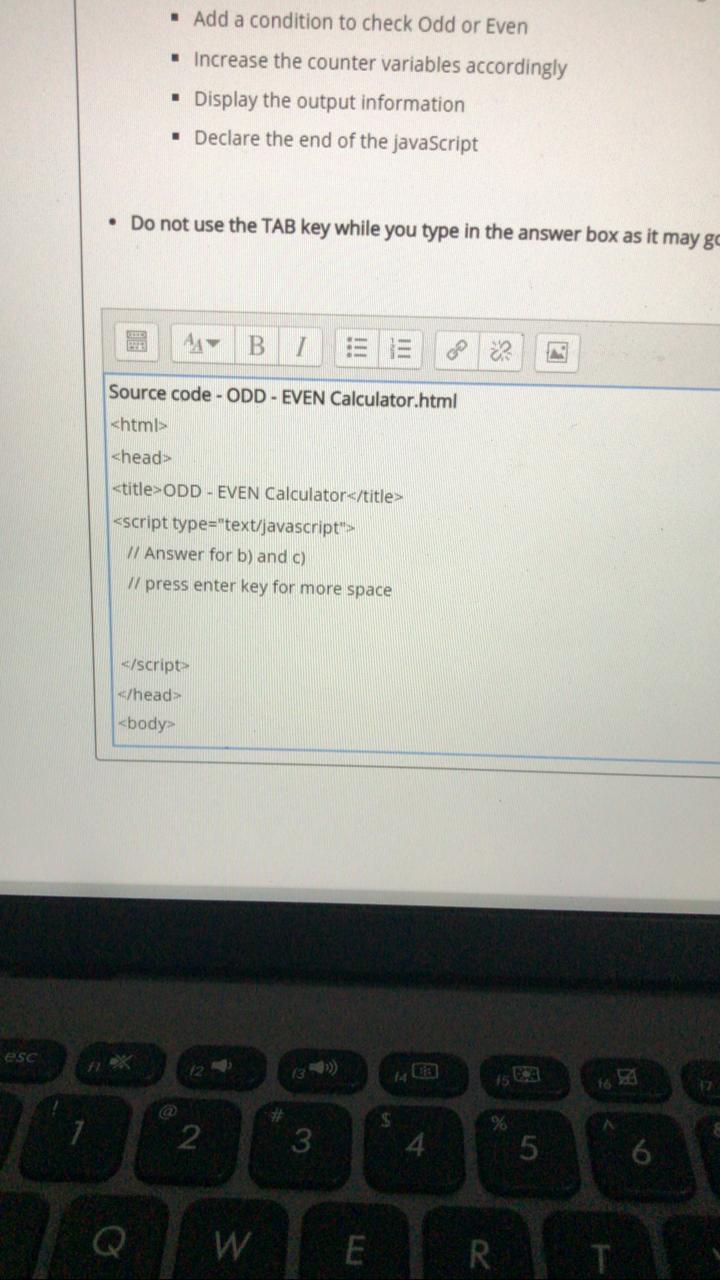 Add a condition to check Odd or Even
Increase the counter variables accordingly
Display the output information
Declare the end of the javaScript
Do not use the TAB key while you type in the answer box as it may
B I
Source code - ODD - EVEN Calculator.html
<html>
<head>
<title>ODD - EVEN Calculator</title>
<script type="text/javascript">
// Answer for b) and c)
// press enter key for more space
</script>
</head>
<body>
esc f1 f2 f3 f4 f5 f6 f7
! @ # $ % ^
1 2 3 4 5 6
Q W E R T